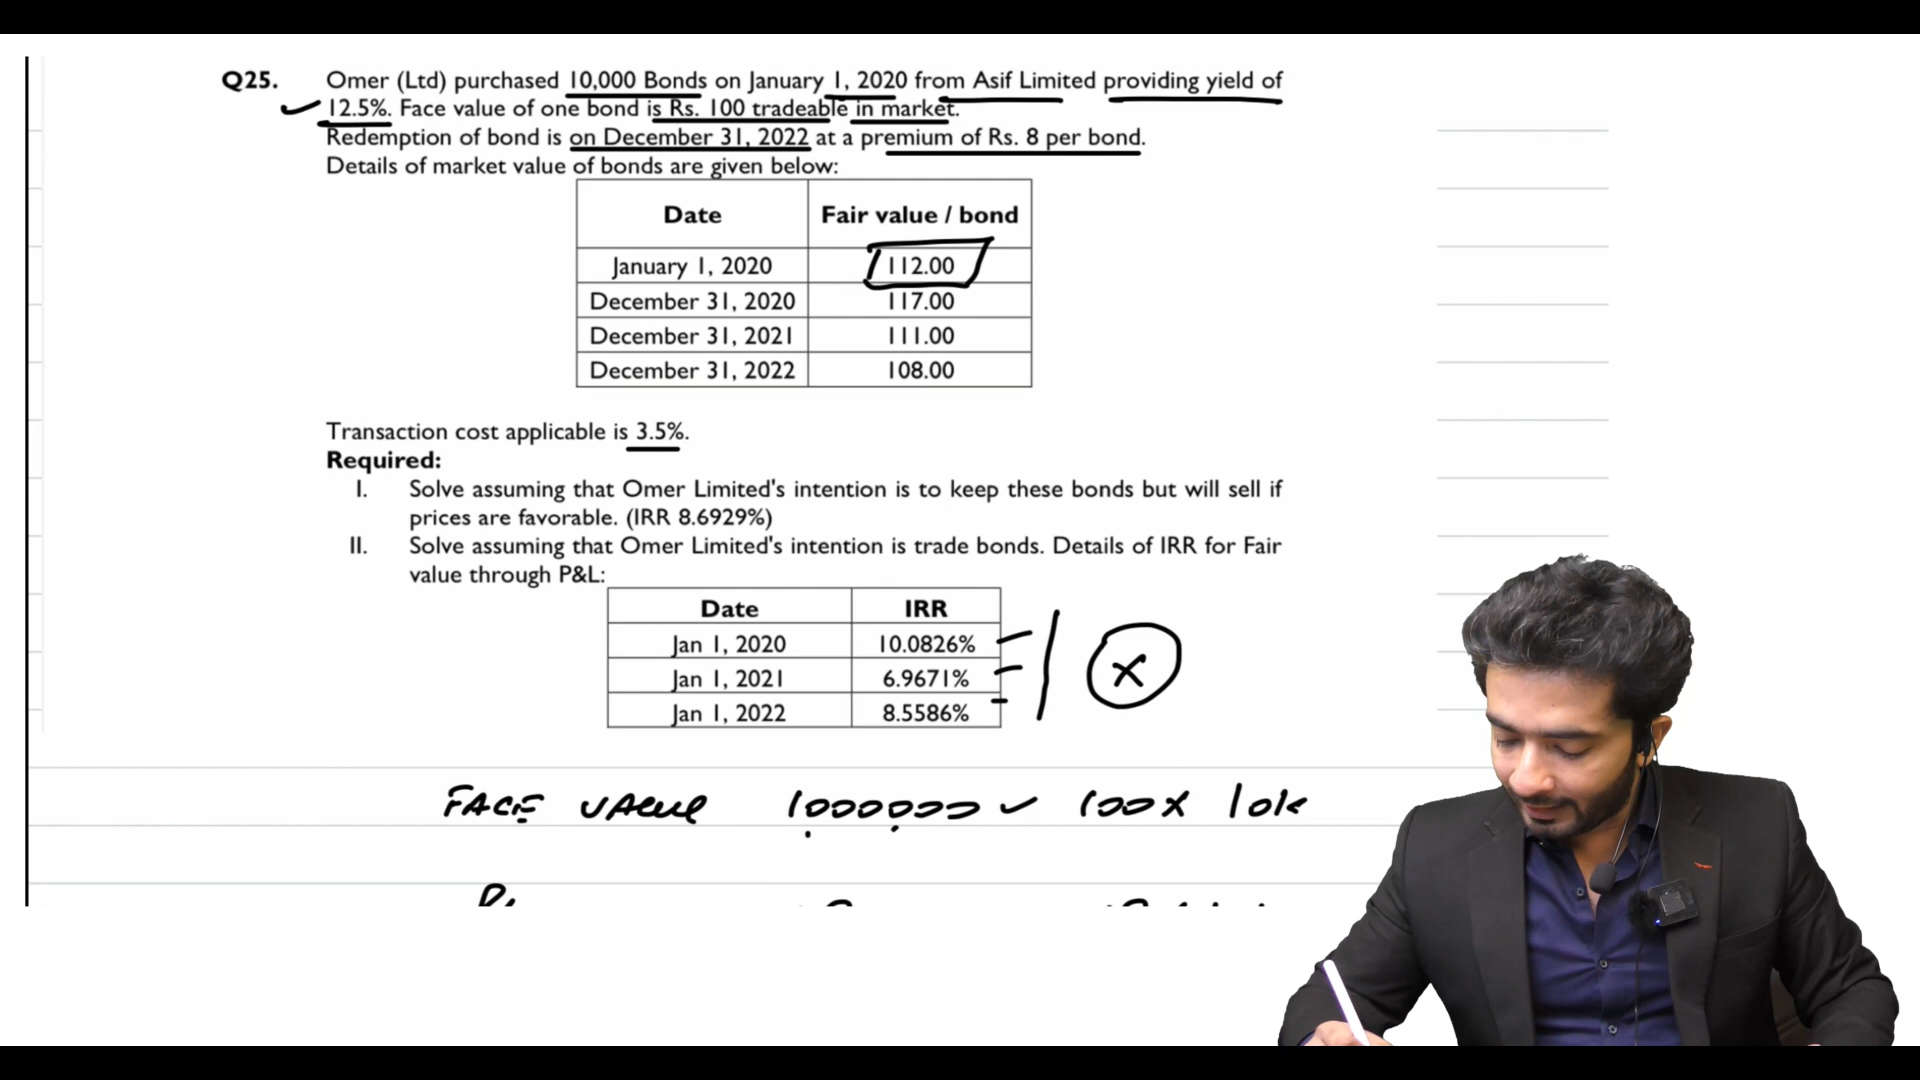 Q25. Omer (Ltd) purchased 10,000 Bonds on January 1, 2020 from Asif Limited providing yield of
12.5%. Face value of one bond is Rs. 100 tradeable in market.
Redemption of bond is on December 31, 2022 at a premium of Rs. 8 per bond.
Details of market value of bonds are given below:
Date Fair value / bond
January 1, 2020 112.00
December 31, 2020 117.00
December 31, 2021 111.00
December 31, 2022 108.00
Transaction cost applicable is 3.5%.
Required:
I. Solve assuming that Omer Limited's intention is to keep these bonds but will sell if
prices are favorable. (IRR 8.6929%)
II. Solve assuming that Omer Limited's intention is trade bonds. Details of IRR for Fair
value through P&L:
Date IRR
Jan 1, 2020 10.0826%
Jan 1, 2021 6.9671%
Jan 1, 2022 8.5586%
FACE VALUE 1000000 100 x 10k